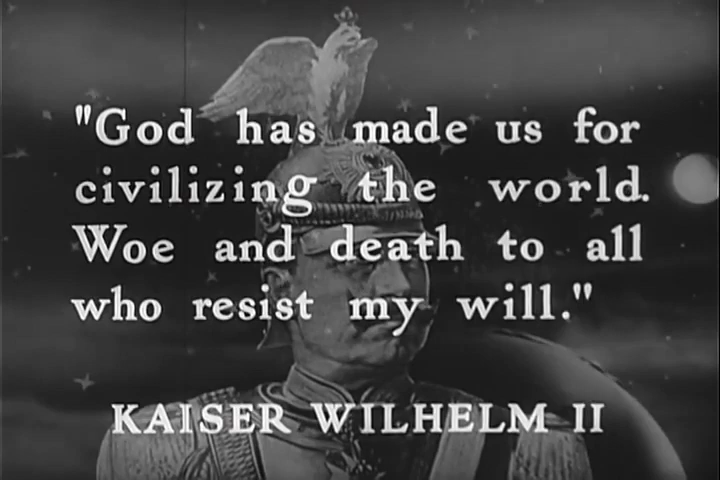 "God has made us for
civilizing the world.
Woe and death to all
who resist my will."
KAISER WILHELM II